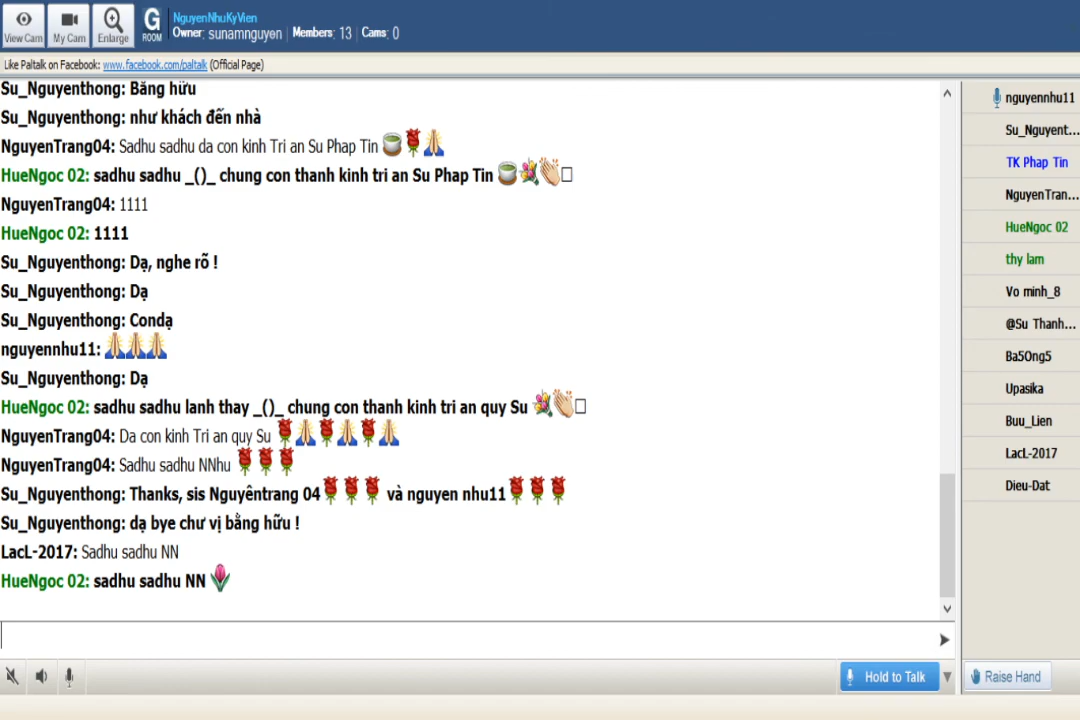 View Cam
My Cam
Enlarge
G
ROOM
NguyenNhuKyVien
Owner: sunamnguyen | Members: 13 | Cams: 0
Like Paltalk on Facebook: www.facebook.com/paltalk (Official Page)
Su_Nguyenthong: Băng hữu
Su_Nguyenthong: như khách đến nhà
NguyenTrang04: Sadhu sadhu da con kinh Tri an Su Phap Tin 🍵🌹🙏
HueNgoc 02: sadhu sadhu _()_ chung con thanh kinh tri an Su Phap Tin 🍵💐👏
NguyenTrang04: 1111
HueNgoc 02: 1111
Su_Nguyenthong: Dạ, nghe rõ !
Su_Nguyenthong: Dạ
Su_Nguyenthong: Condạ
nguyennhu11: 🙏🙏🙏
Su_Nguyenthong: Dạ
HueNgoc 02: sadhu sadhu lanh thay _()_ chung con thanh kinh tri an quy Su 💐👏
NguyenTrang04: Da con kinh Tri an quy Su 🌹🙏🌹🙏🌹🙏
NguyenTrang04: Sadhu sadhu NNhu 🌹🌹🌹
Su_Nguyenthong: Thanks, sis Nguyêntrang 04🌹🌹🌹 và nguyen nhu11🌹🌹🌹
Su_Nguyenthong: dạ bye chư vị bằng hữu !
LacL-2017: Sadhu sadhu NN
HueNgoc 02: sadhu sadhu NN 🌷
nguyennhu11
Su_Nguyent...
TK Phap Tin
NguyenTran...
HueNgoc 02
thy lam
Vo minh_8
@Su Thanh...
Ba5Ong5
Upasika
Buu_Lien
LacL-2017
Dieu-Dat
Hold to Talk
Raise Hand